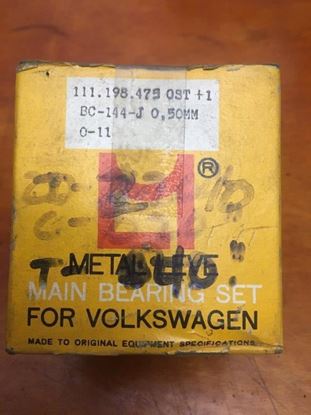 111.198.475 OST +1
BC-144-J 0,50MM
O-11
®
METAL LEVE
MAIN BEARING SET
FOR VOLKSWAGEN
MADE TO ORIGINAL EQUIPMENT SPECIFICATIONS